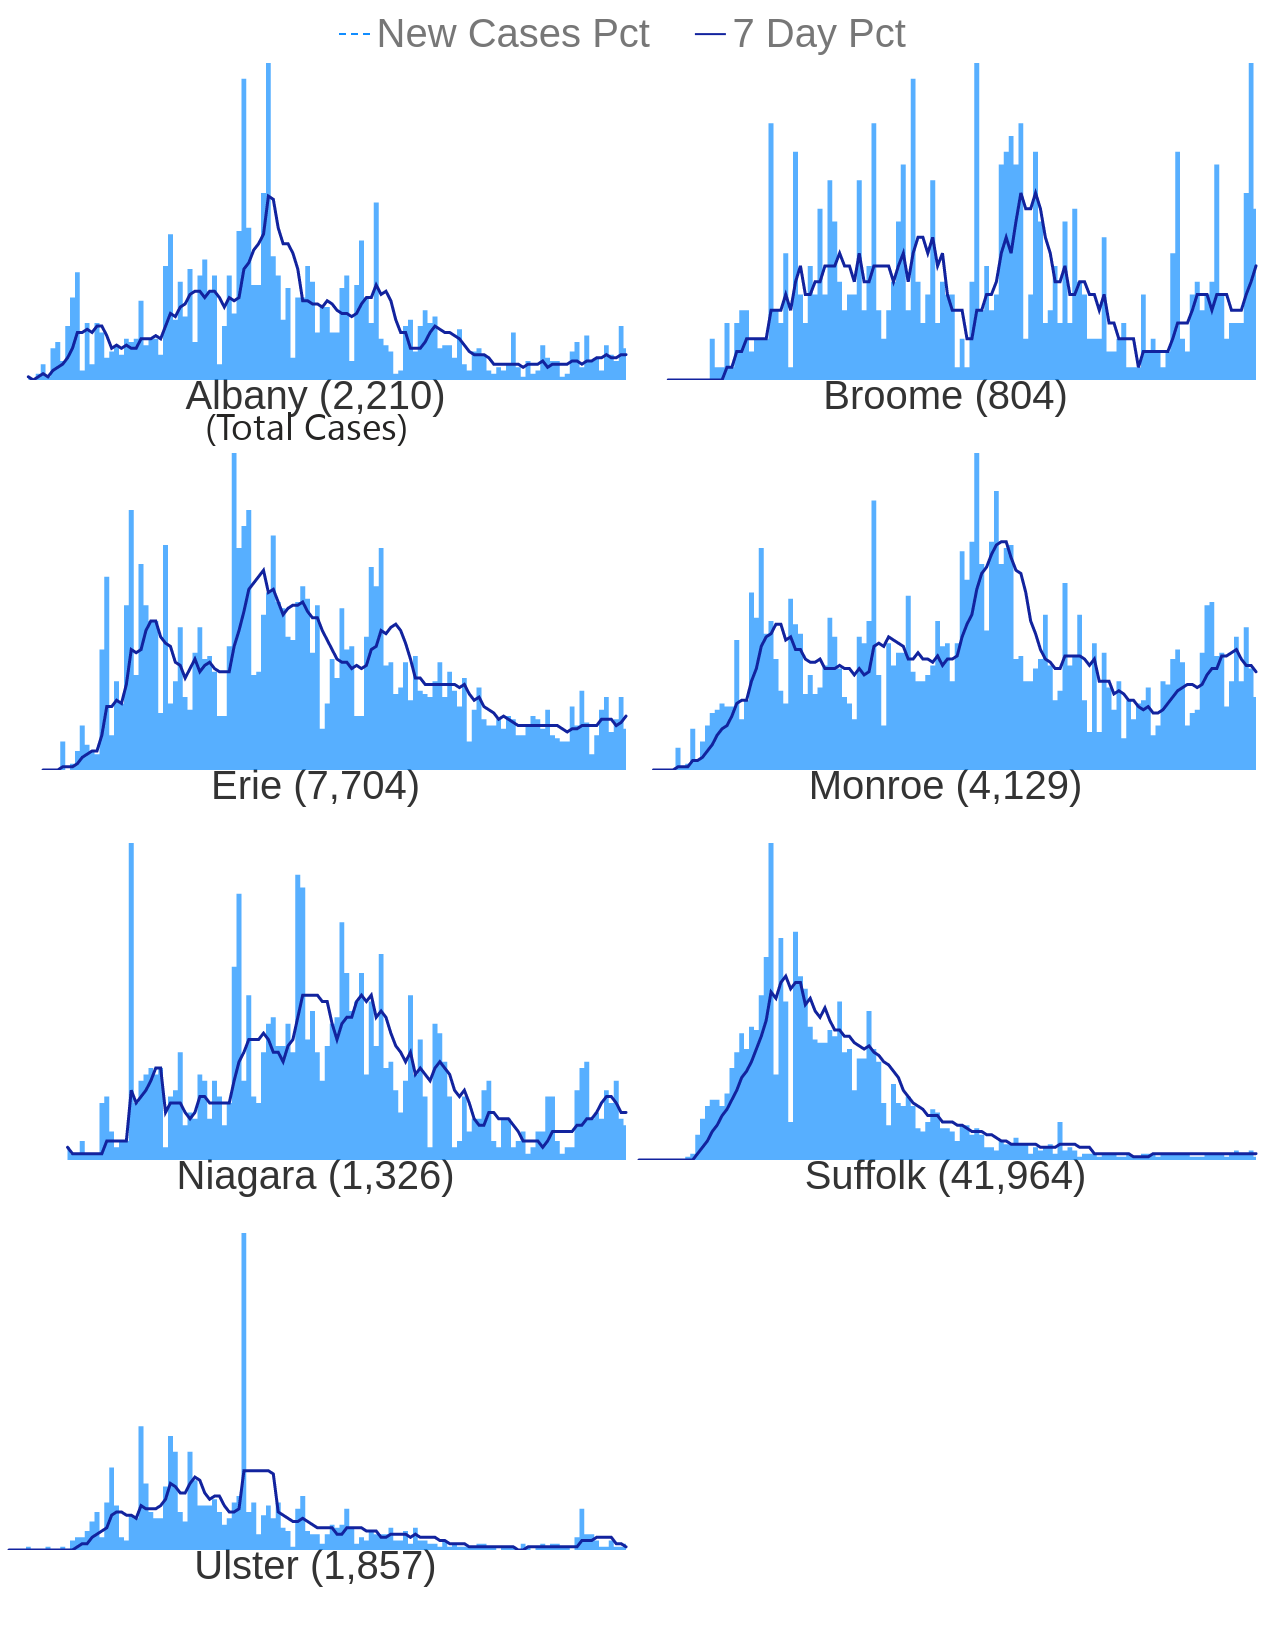 New Cases Pct 7 Day Pct
Albany (2,210) Broome (804)
(Total Cases)
Erie (7,704) Monroe (4,129)
Niagara (1,326) Suffolk (41,964)
Ulster (1,857)